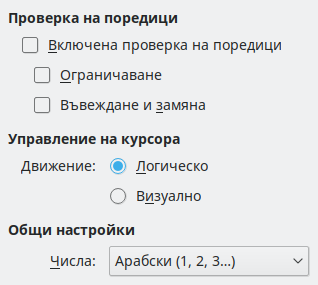 Проверка на поредици
Включена проверка на поредици
Ограничаване
Въвеждане и замяна
Управление на курсора
Движение: Логическо
Визуално
Общи настройки
Числа: Арабски (1, 2, 3...)